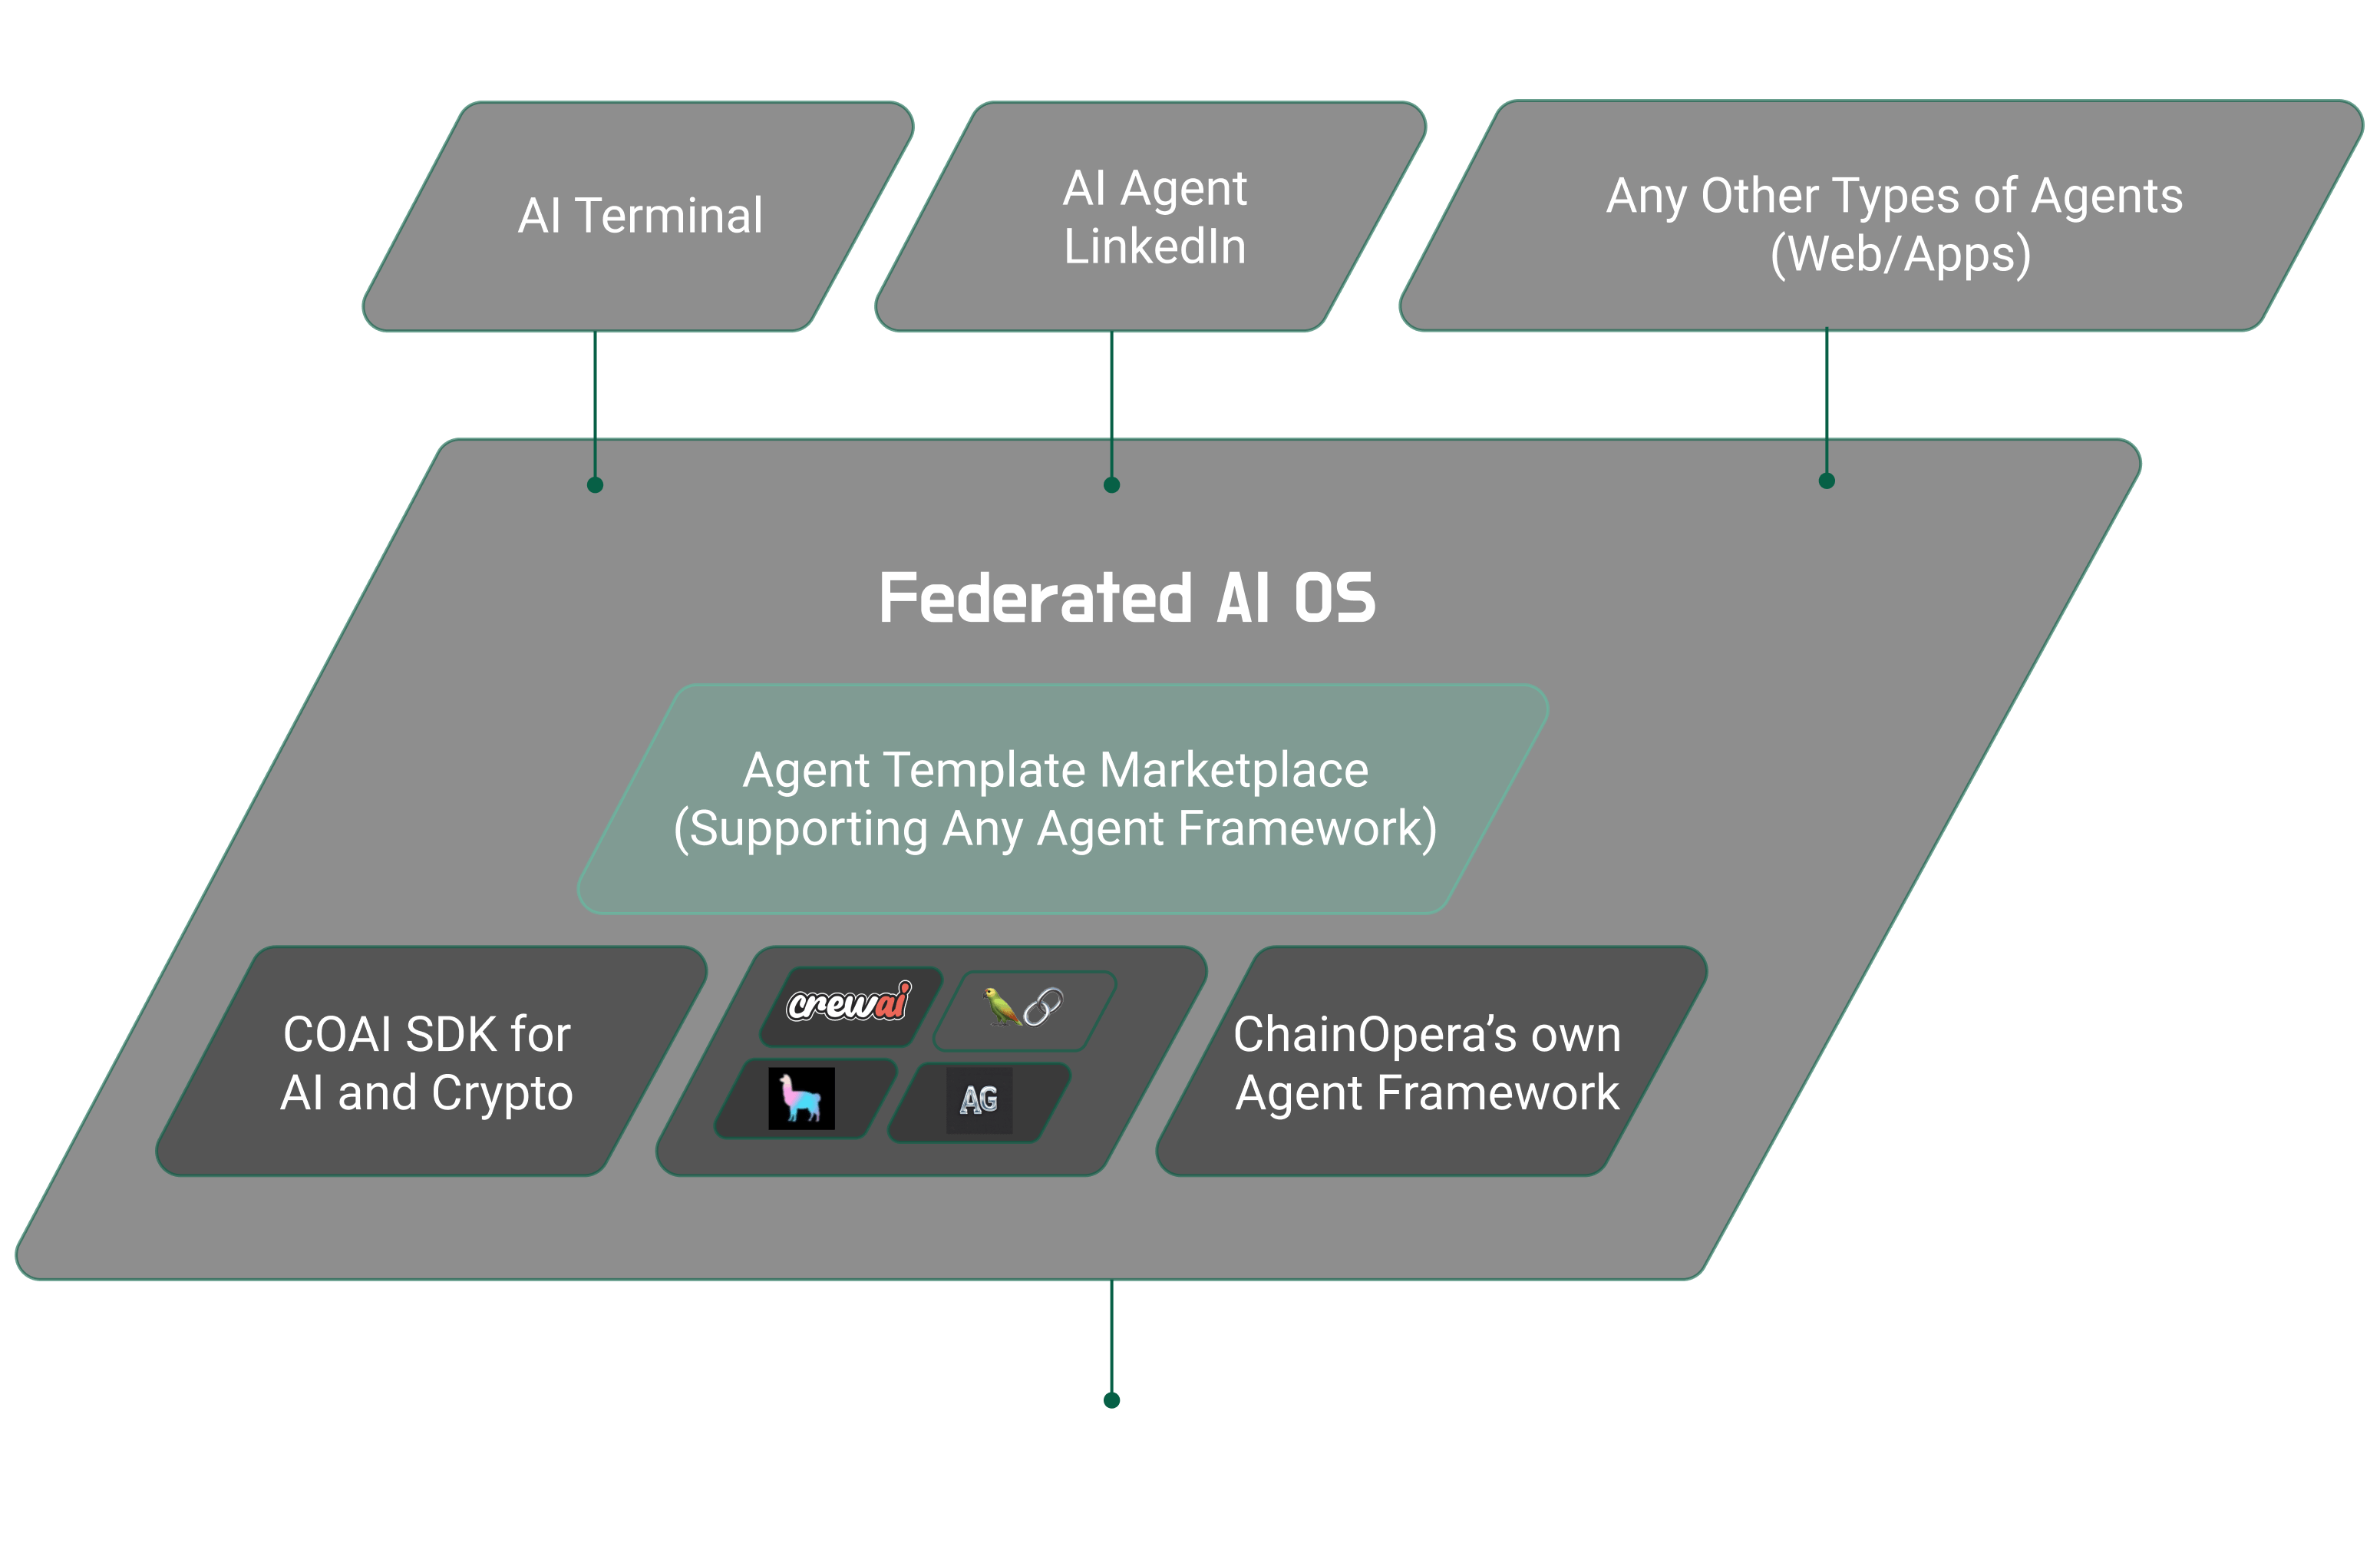 AI Terminal
AI Agent
LinkedIn
Any Other Types of Agents
(Web/Apps)
Federated AI OS
Agent Template Marketplace
(Supporting Any Agent Framework)
COAI SDK for
AI and Crypto
crewai
AG
ChainOpera’s own
Agent Framework